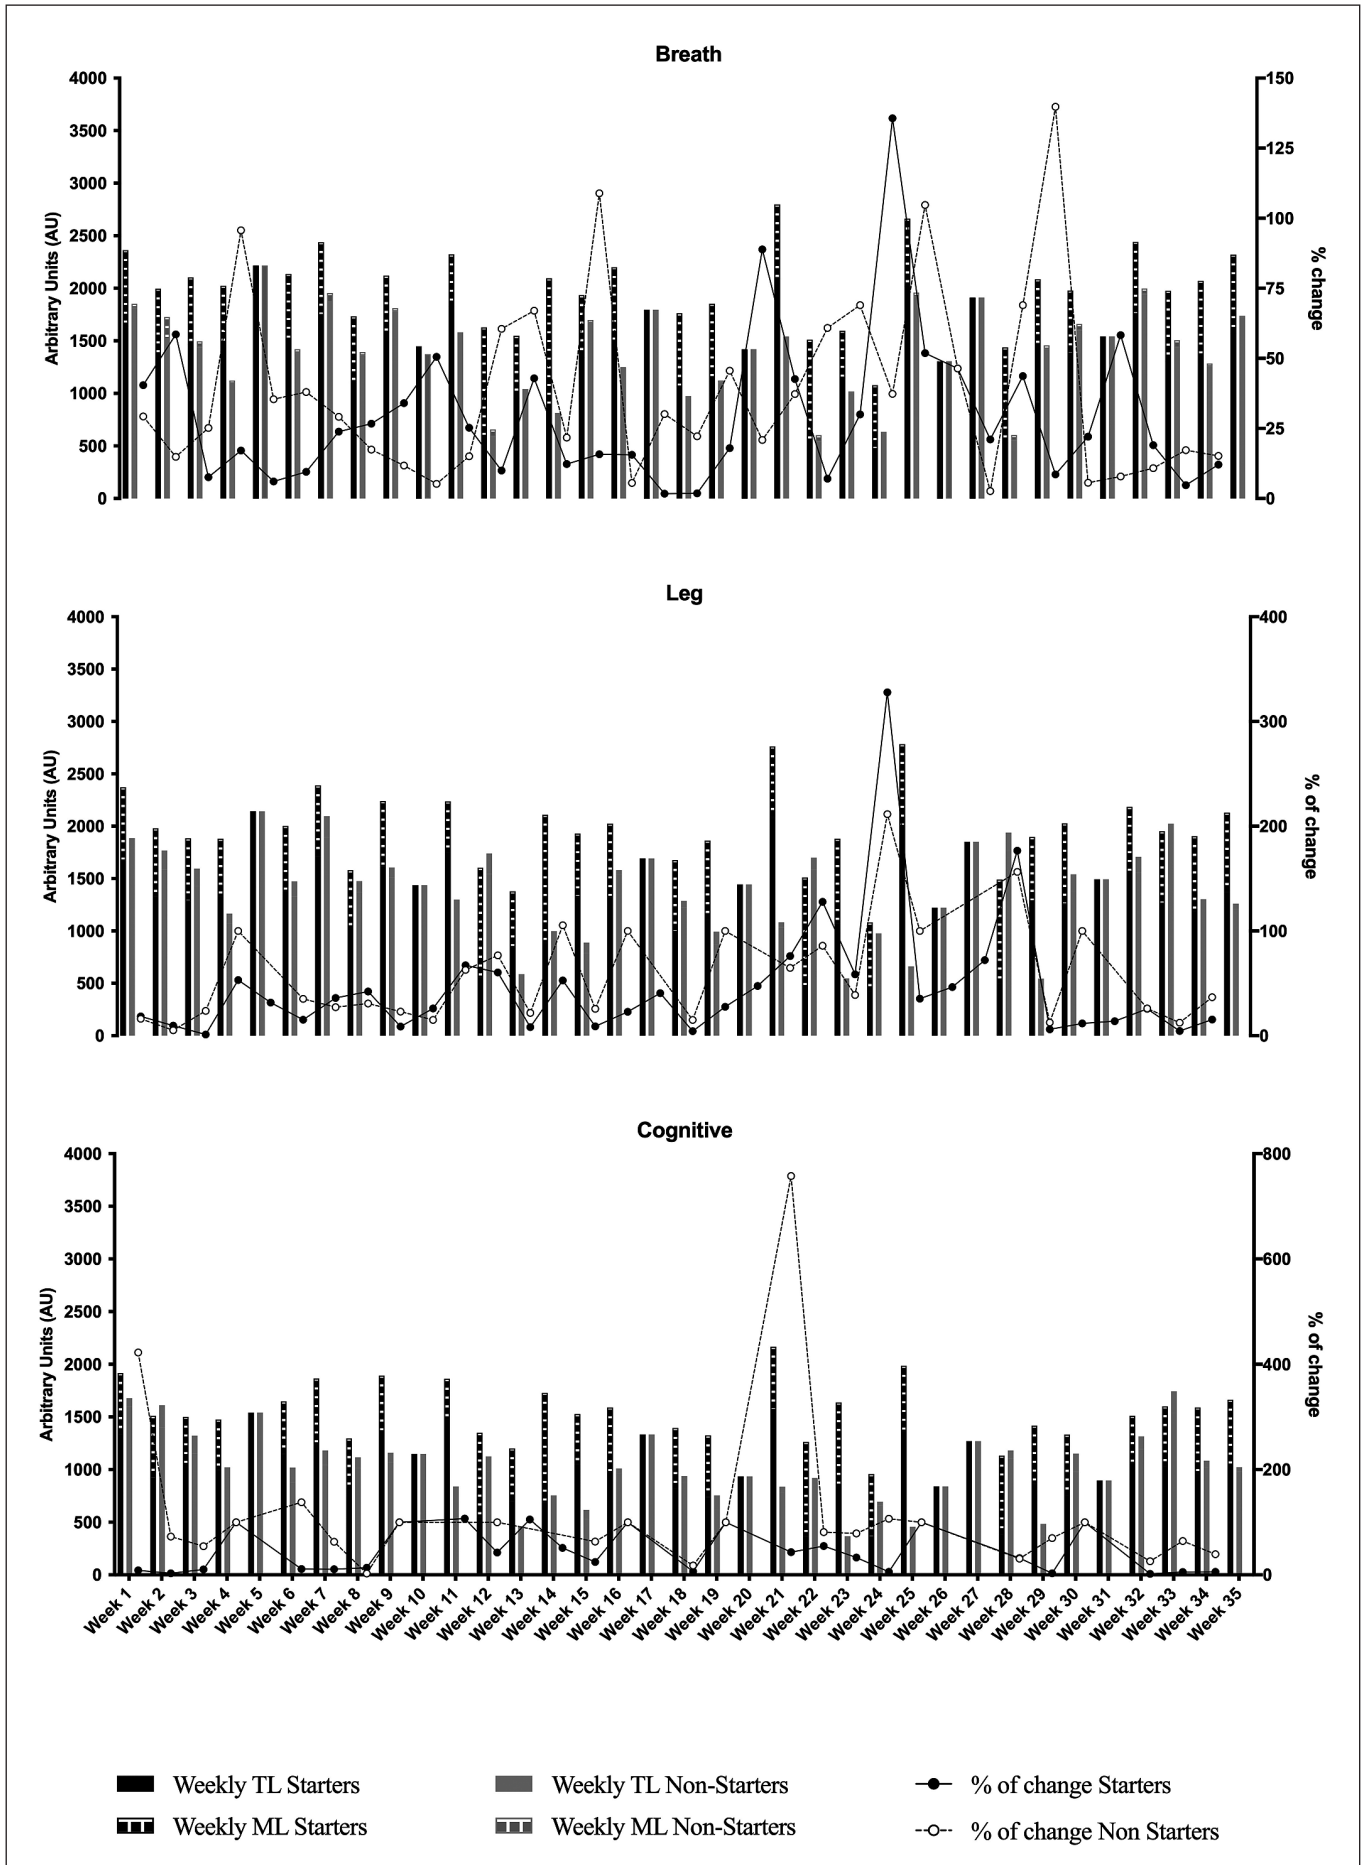 Breath
4000
3500
3000
2500
2000
1500
1000
500
0
Arbitrary Units (AU)
150
125
100
75
50
25
0
% change
Leg
4000
3500
3000
2500
2000
1500
1000
500
0
Arbitrary Units (AU)
400
300
200
100
0
% of change
Cognitive
4000
3500
3000
2500
2000
1500
1000
500
0
Arbitrary Units (AU)
800
600
400
200
0
% of change
Week 1
Week 2
Week 3
Week 4
Week 5
Week 6
Week 7
Week 8
Week 9
Week 10
Week 11
Week 12
Week 13
Week 14
Week 15
Week 16
Week 17
Week 18
Week 19
Week 20
Week 21
Week 22
Week 23
Week 24
Week 25
Week 26
Week 27
Week 28
Week 29
Week 30
Week 31
Week 32
Week 33
Week 34
Week 35
Weekly TL Starters
Weekly TL Non-Starters
% of change Starters
Weekly ML Starters
Weekly ML Non-Starters
% of change Non Starters